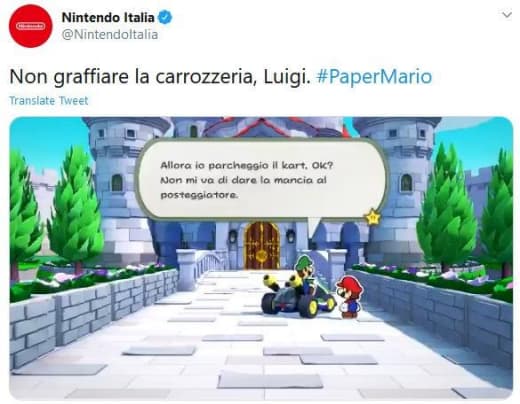 Nintendo Italia
@NintendoItalia
Non graffiare la carrozzeria, Luigi. #PaperMario
Translate Tweet
Allora io parcheggio il kart, OK?
Non mi va di dare la mancia al
posteggiatore.